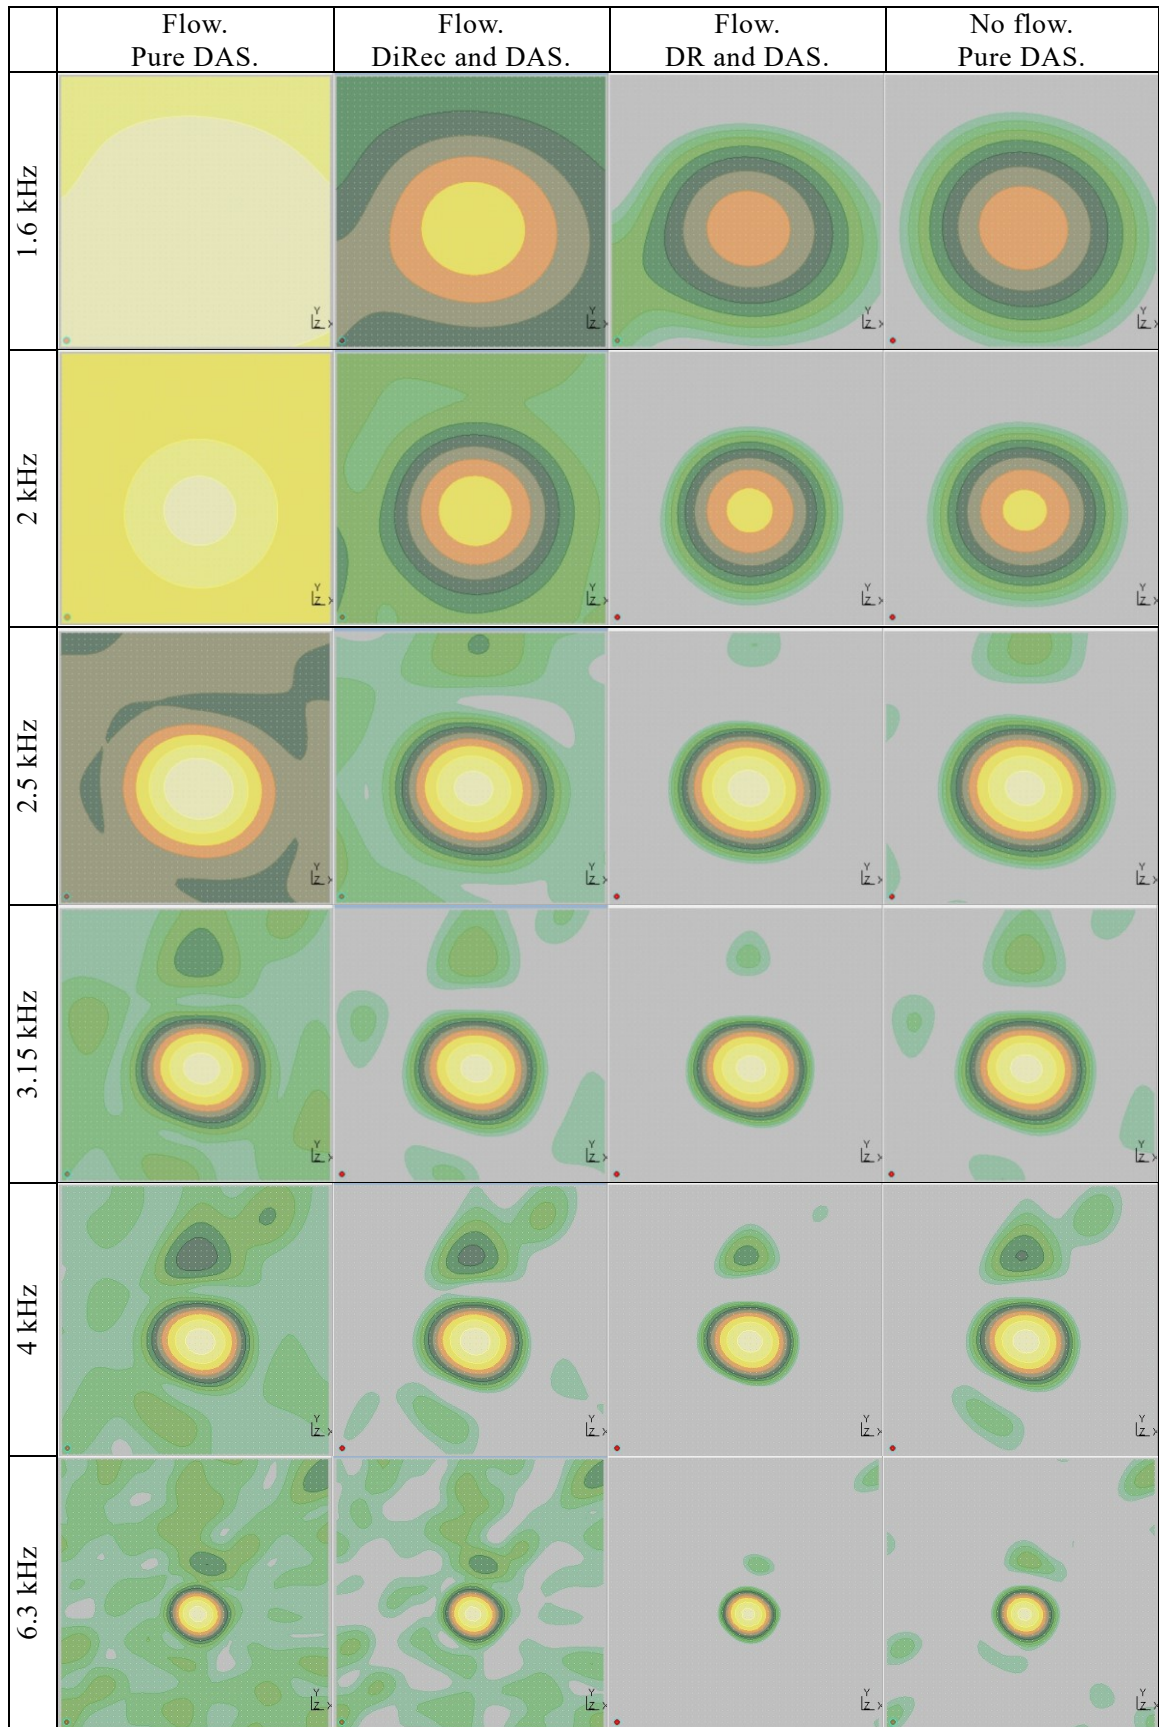 Flow.
Pure DAS.
Flow.
DiRec and DAS.
Flow.
DR and DAS.
No flow.
Pure DAS.
1.6 kHz
Y
Z X
Y
Z X
Y
Z X
Y
Z X
2 kHz
Y
Z X
Y
Z X
Y
Z X
Y
Z X
2.5 kHz
Y
Z X
Y
Z X
Y
Z X
Y
Z X
3.15 kHz
Y
Z X
Y
Z X
Y
Z X
Y
Z X
4 kHz
Y
Z X
Y
Z X
Y
Z X
Y
Z X
6.3 kHz
Y
Z X
Y
Z X
Y
Z X
Y
Z X